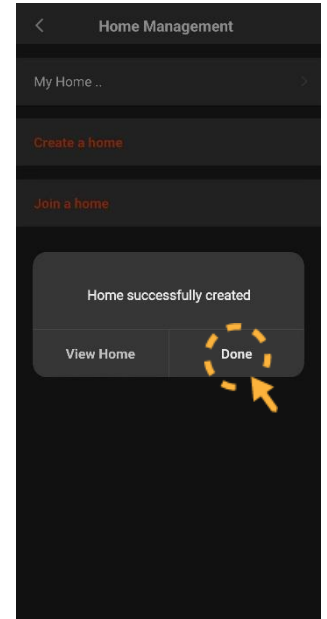 Home Management
My Home ..
Create a home
Join a home
Home successfully created
View Home
Done